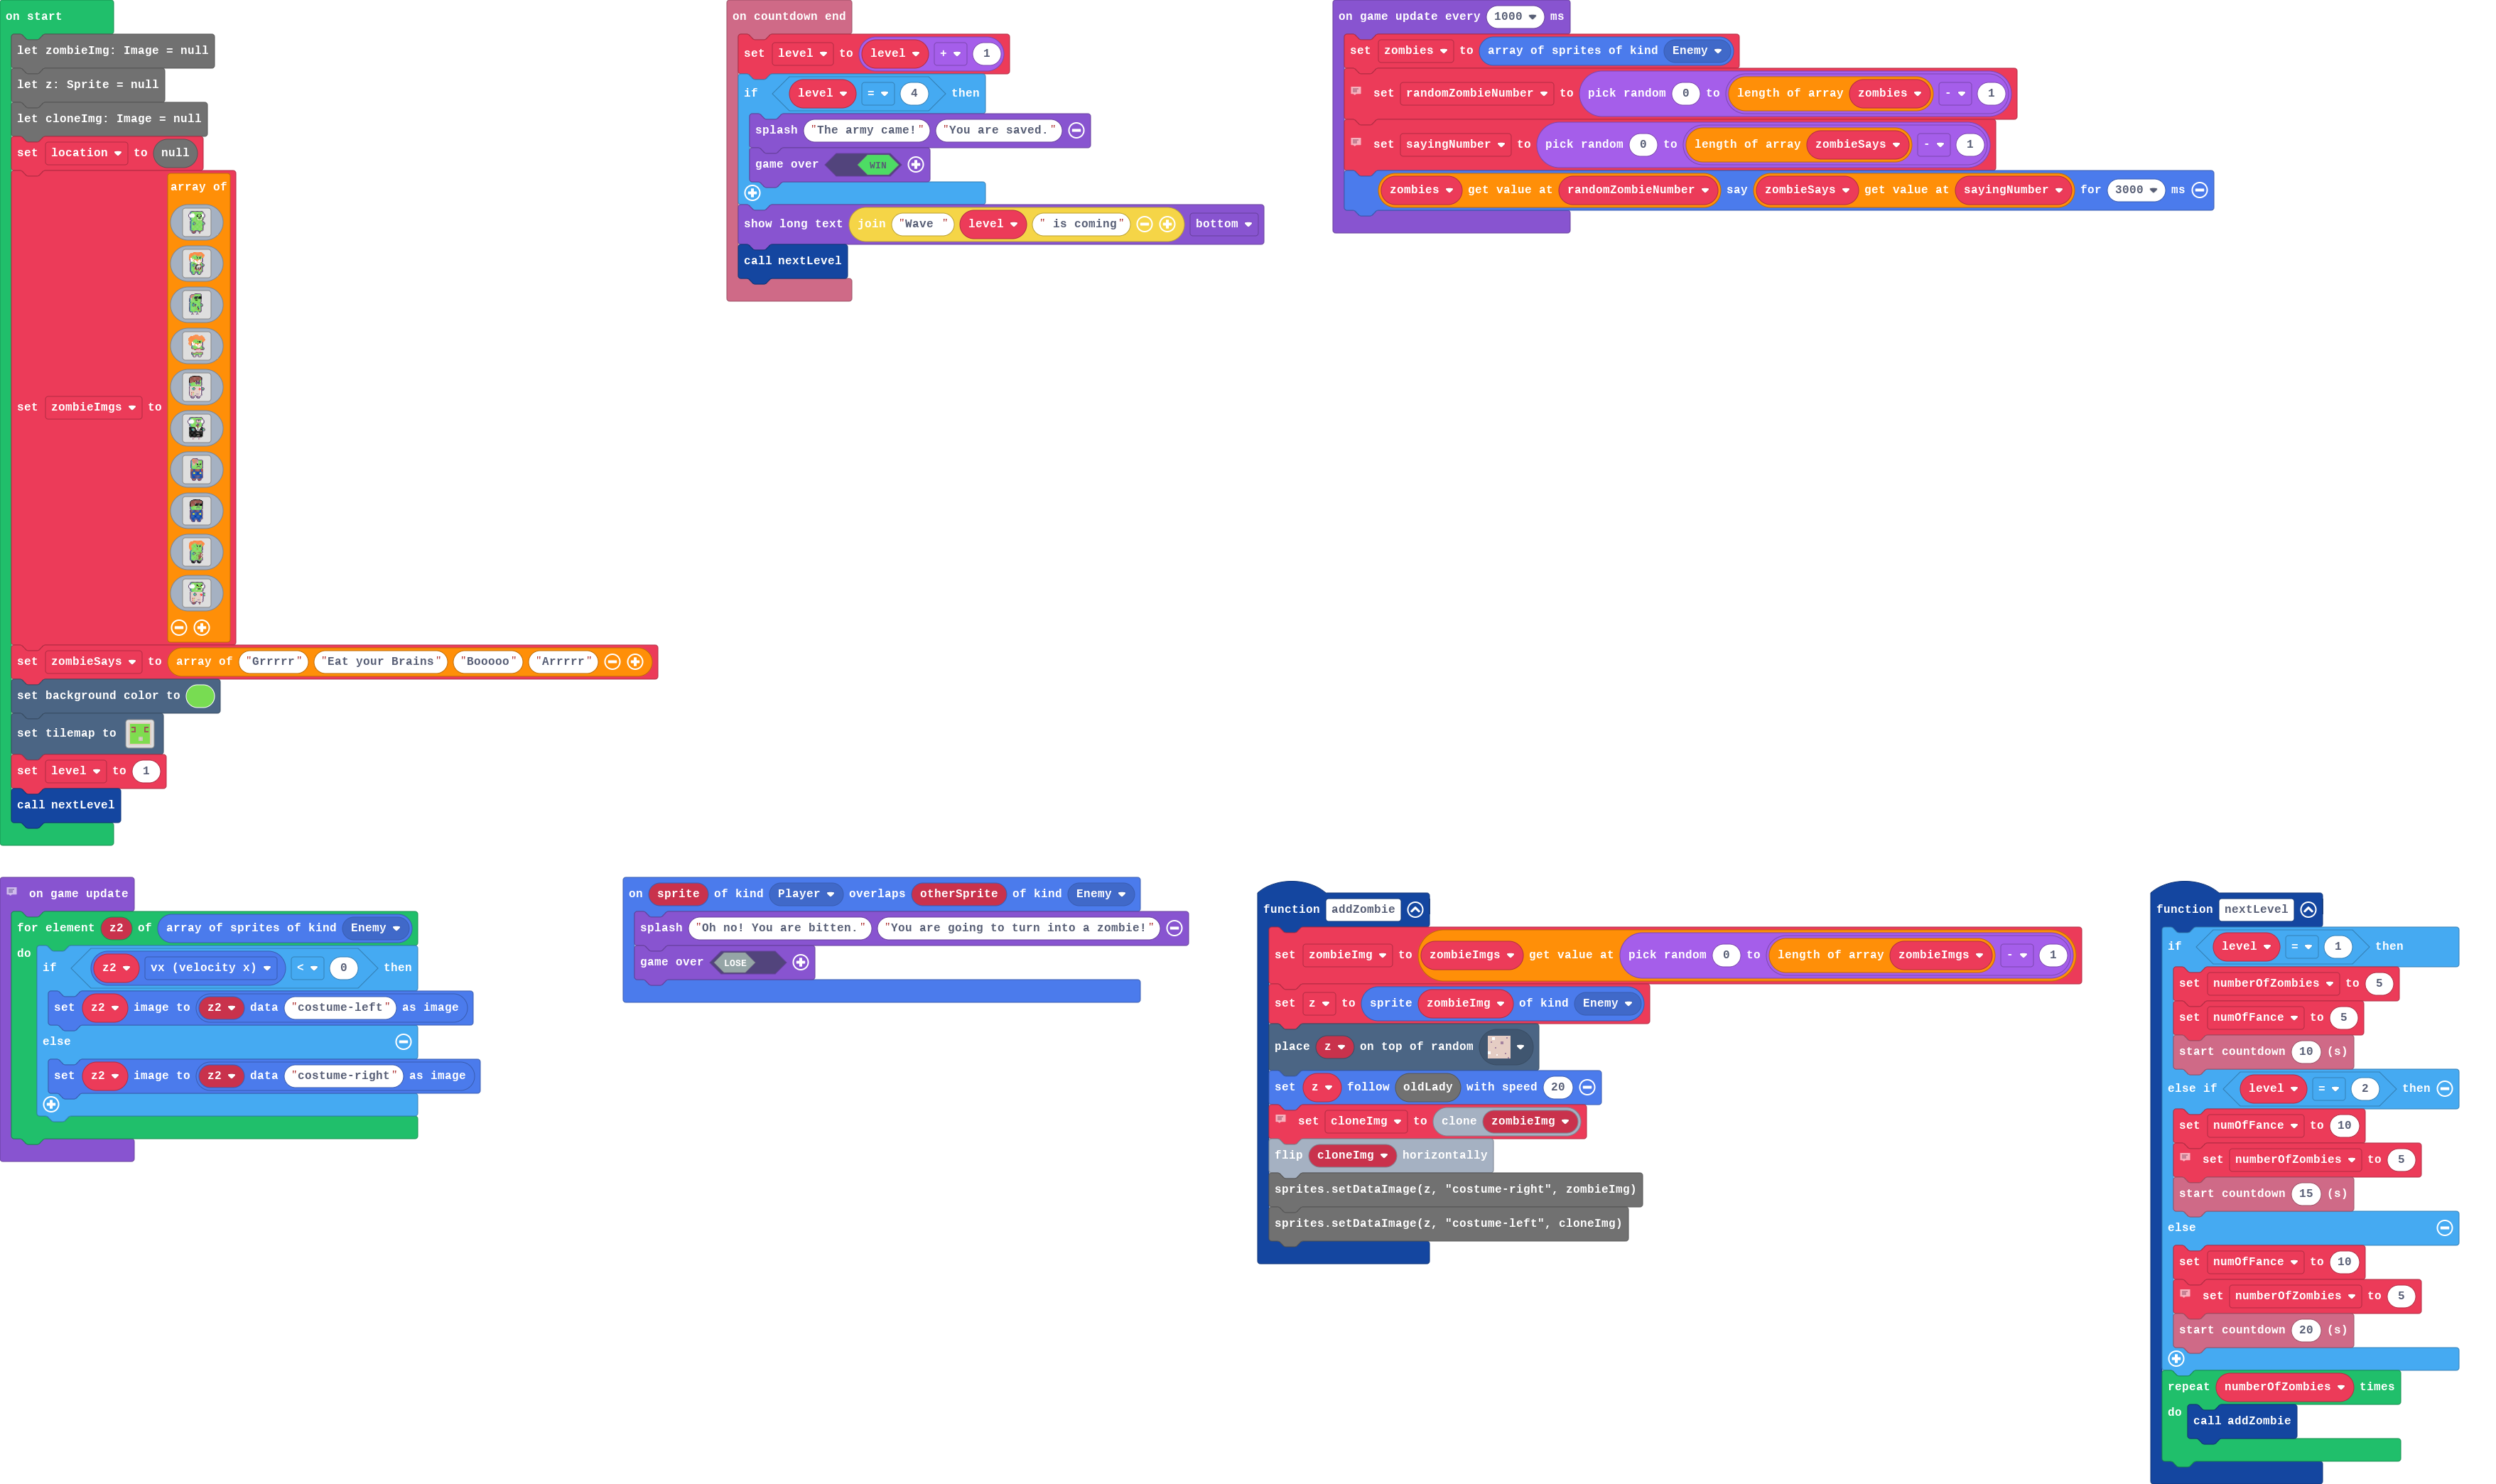 on start
let zombieImg: Image = null
let z: Sprite = null
let cloneImg: Image = null
set location to null
set zombieImgs to array of
set zombieSays to array of "Grrrrr" "Eat your Brains" "Booooo" "Arrrrr"
set background color to
set tilemap to
set level to 1
call nextLevel
on countdown end
set level to level + 1
if level = 4 then
splash "The army came!" "You are saved."
game over WIN
show long text join "Wave " level " is coming" bottom
call nextLevel
on game update every 1000 ms
set zombies to array of sprites of kind Enemy
set randomZombieNumber to pick random 0 to length of array zombies - 1
set sayingNumber to pick random 0 to length of array zombieSays - 1
zombies get value at randomZombieNumber say zombieSays get value at sayingNumber for 3000 ms
on game update
for element z2 of array of sprites of kind Enemy
do
if z2 vx (velocity x) < 0 then
set z2 image to z2 data "costume-left" as image
else
set z2 image to z2 data "costume-right" as image
on sprite of kind Player overlaps otherSprite of kind Enemy
splash "Oh no! You are bitten." "You are going to turn into a zombie!"
game over LOSE
function addZombie
set zombieImg to zombieImgs get value at pick random 0 to length of array zombieImgs - 1
set z to sprite zombieImg of kind Enemy
place z on top of random
set z follow oldLady with speed 20
set cloneImg to clone zombieImg
flip cloneImg horizontally
sprites.setDataImage(z, "costume-right", zombieImg)
sprites.setDataImage(z, "costume-left", cloneImg)
function nextLevel
if level = 1 then
set numberOfZombies to 5
set numOfFance to 5
start countdown 10 (s)
else if level = 2 then
set numOfFance to 10
set numberOfZombies to 5
start countdown 15 (s)
else
set numOfFance to 10
set numberOfZombies to 5
start countdown 20 (s)
repeat numberOfZombies times
do
call addZombie